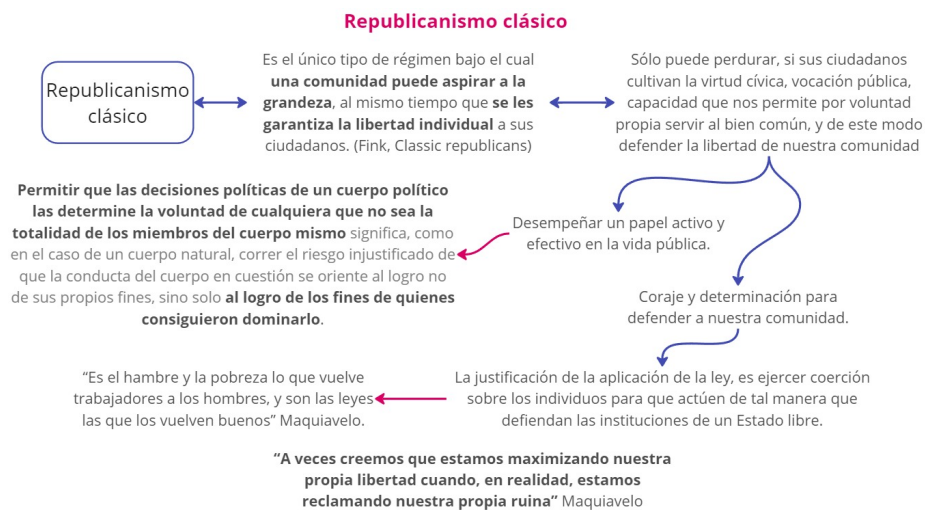 Republicanismo clásico
Republicanismo
clásico
Es el único tipo de régimen bajo el cual
una comunidad puede aspirar a la
grandeza, al mismo tiempo que se les
garantiza la libertad individual a sus
ciudadanos. (Fink, Classic republicans)
Sólo puede perdurar, si sus ciudadanos
cultivan la virtud cívica, vocación pública,
capacidad que nos permite por voluntad
propia servir al bien común, y de este modo
defender la libertad de nuestra comunidad
Permitir que las decisiones políticas de un cuerpo político
las determine la voluntad de cualquiera que no sea la
totalidad de los miembros del cuerpo mismo significa, como
en el caso de un cuerpo natural, correr el riesgo injustificado de
que la conducta del cuerpo en cuestión se oriente al logro no
de sus propios fines, sino solo al logro de los fines de quienes
consiguieron dominarlo.
Desempeñar un papel activo y
efectivo en la vida pública.
Coraje y determinación para
defender a nuestra comunidad.
“Es el hambre y la pobreza lo que vuelve
trabajadores a los hombres, y son las leyes
las que los vuelven buenos” Maquiavelo.
La justificación de la aplicación de la ley, es ejercer coerción
sobre los individuos para que actúen de tal manera que
defiendan las instituciones de un Estado libre.
“A veces creemos que estamos maximizando nuestra
propia libertad cuando, en realidad, estamos
reclamando nuestra propia ruina” Maquiavelo